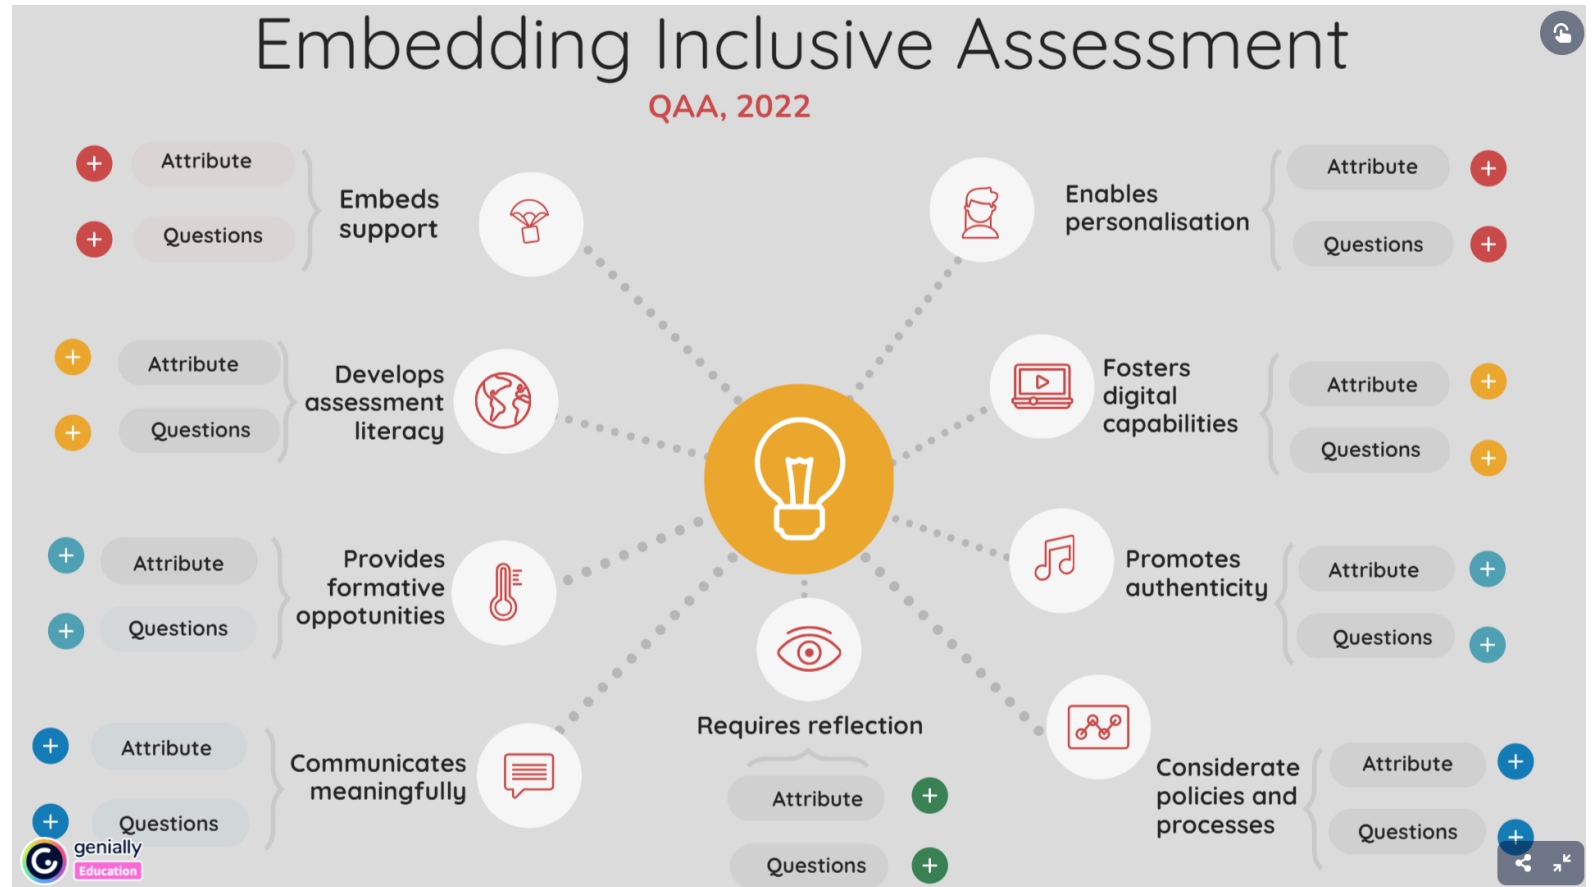 Embedding Inclusive Assessment
QAA, 2022
Attribute
Questions
Embeds
support
Enables
personalisation
Attribute
Questions
Attribute
Questions
Develops
assessment
literacy
Fosters
digital
capabilities
Attribute
Questions
Attribute
Questions
Provides
formative
oppotunities
Promotes
authenticity
Attribute
Questions
Attribute
Questions
Communicates
meaningfully
Requires reflection
Attribute
Questions
Considerate
policies and
processes
Attribute
Questions
genially
Education